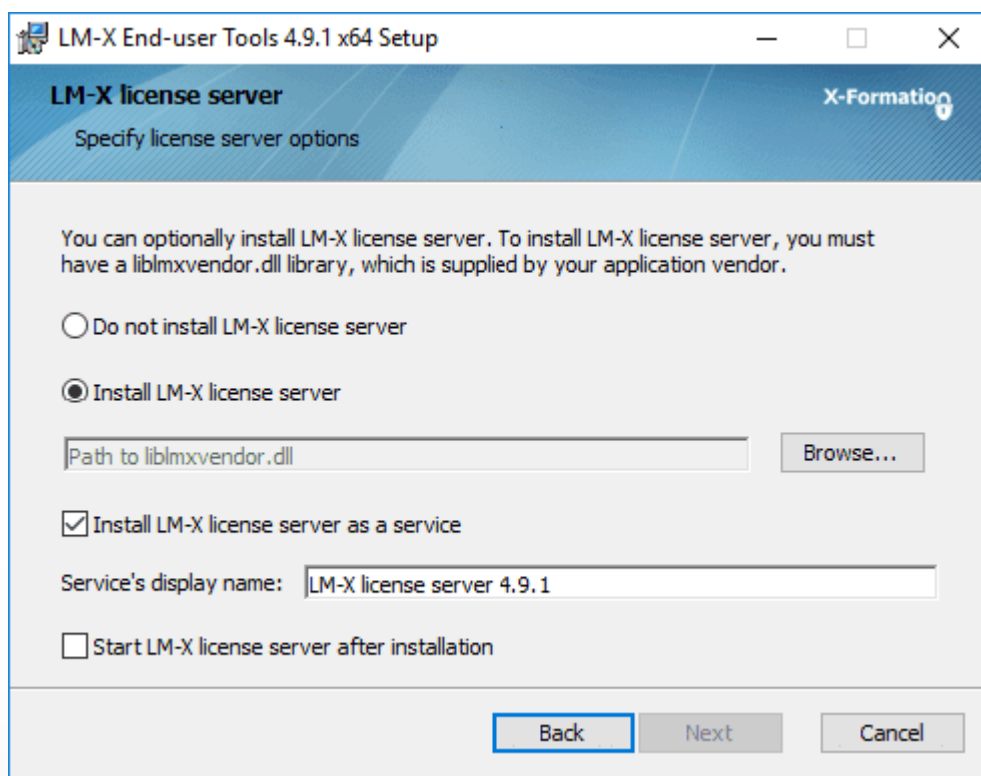 LM-X End-user Tools 4.9.1 x64 Setup
LM-X license server
X-Formation
Specify license server options
You can optionally install LM-X license server. To install LM-X license server, you must
have a liblmxvendor.dll library, which is supplied by your application vendor.
Do not install LM-X license server
Install LM-X license server
Path to liblmxvendor.dll
Browse...
Install LM-X license server as a service
Service's display name:
LM-X license server 4.9.1
Start LM-X license server after installation
Back
Next
Cancel